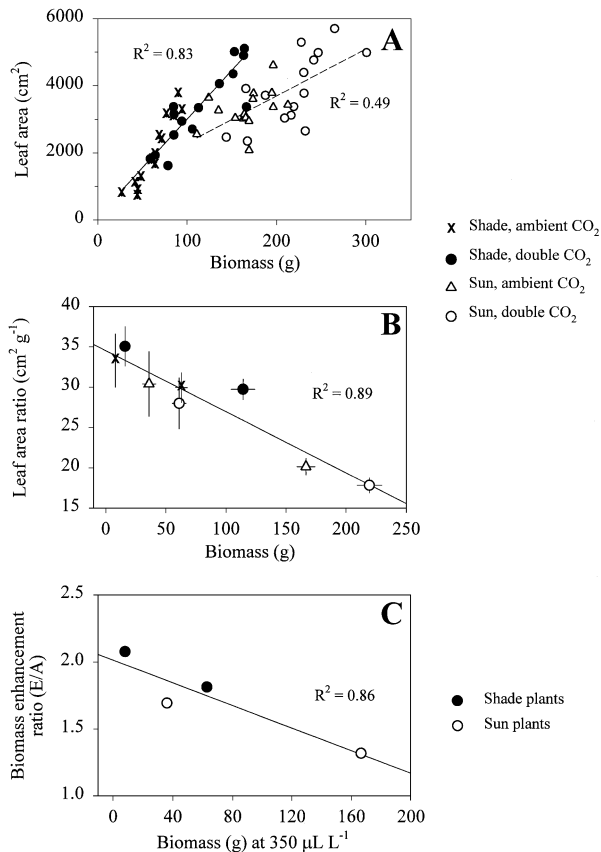 A
R² = 0.83
R² = 0.49
Leaf area (cm²)
6000
4000
2000
0
0 100 200 300
Biomass (g)
Shade, ambient CO₂
Shade, double CO₂
Sun, ambient CO₂
Sun, double CO₂
B
R² = 0.89
Leaf area ratio (cm² g⁻¹)
40
35
30
25
20
15
0 50 100 150 200 250
Biomass (g)
C
R² = 0.86
Biomass enhancement
ratio (E/A)
2.5
2.0
1.5
1.0
0 40 80 120 160 200
Biomass (g) at 350 µL L⁻¹
Shade plants
Sun plants